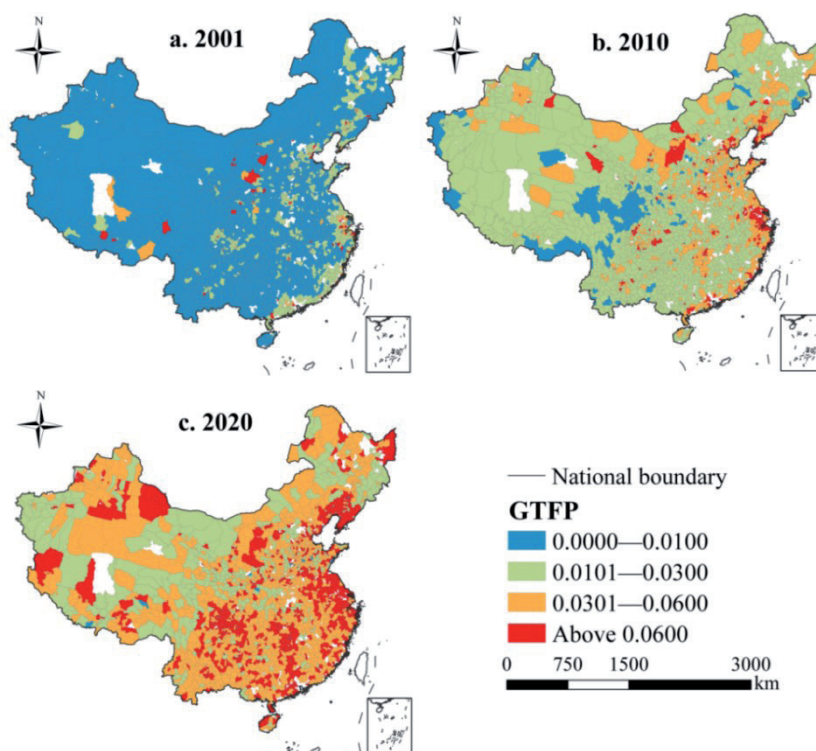 N
a. 2001
N
b. 2010
N
c. 2020
National boundary
GTFP
0.0000—0.0100
0.0101—0.0300
0.0301—0.0600
Above 0.0600
0 750 1500 3000
km